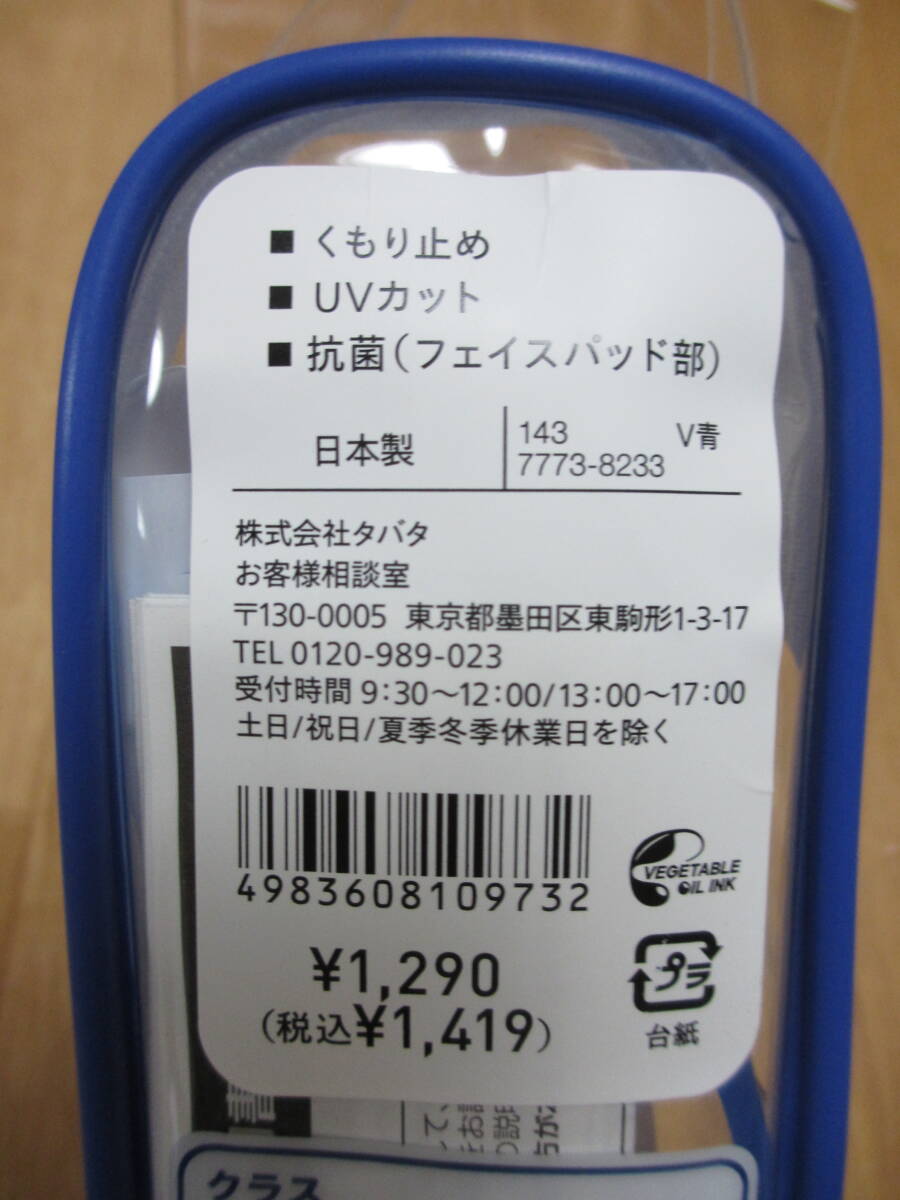 ■ くもり止め
■ UVカット
■ 抗菌(フェイスパッド部)
日本製
143 V青
7773-8233
株式会社タバタ
お客様相談室
〒130-0005 東京都墨田区東駒形1-3-17
TEL 0120-989-023
受付時間 9:30～12:00/13:00～17:00
土日/祝日/夏季冬季休業日を除く
4983608109732
VEGETABLE
OIL INK
¥1,290
(税込¥1,419)
プラ
台紙
クラス